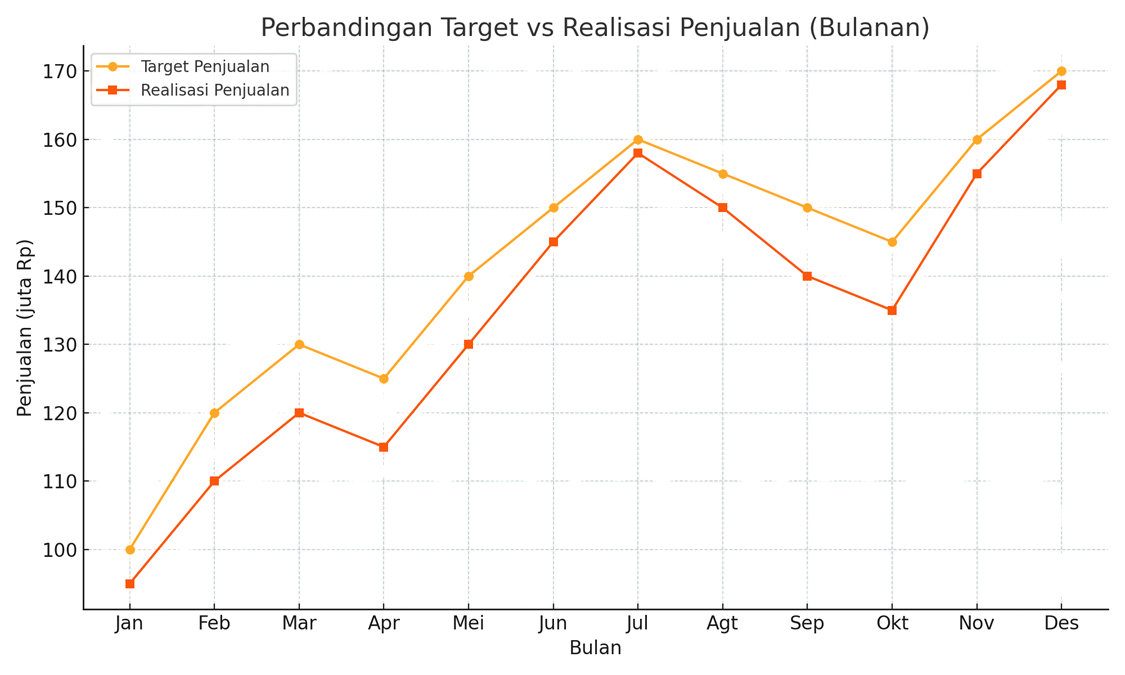 Perbandingan Target vs Realisasi Penjualan (Bulanan)
Target Penjualan
Realisasi Penjualan
Penjualan (juta Rp)
170
160
150
140
130
120
110
100
Jan Feb Mar Apr Mei Jun Jul Agt Sep Okt Nov Des
Bulan